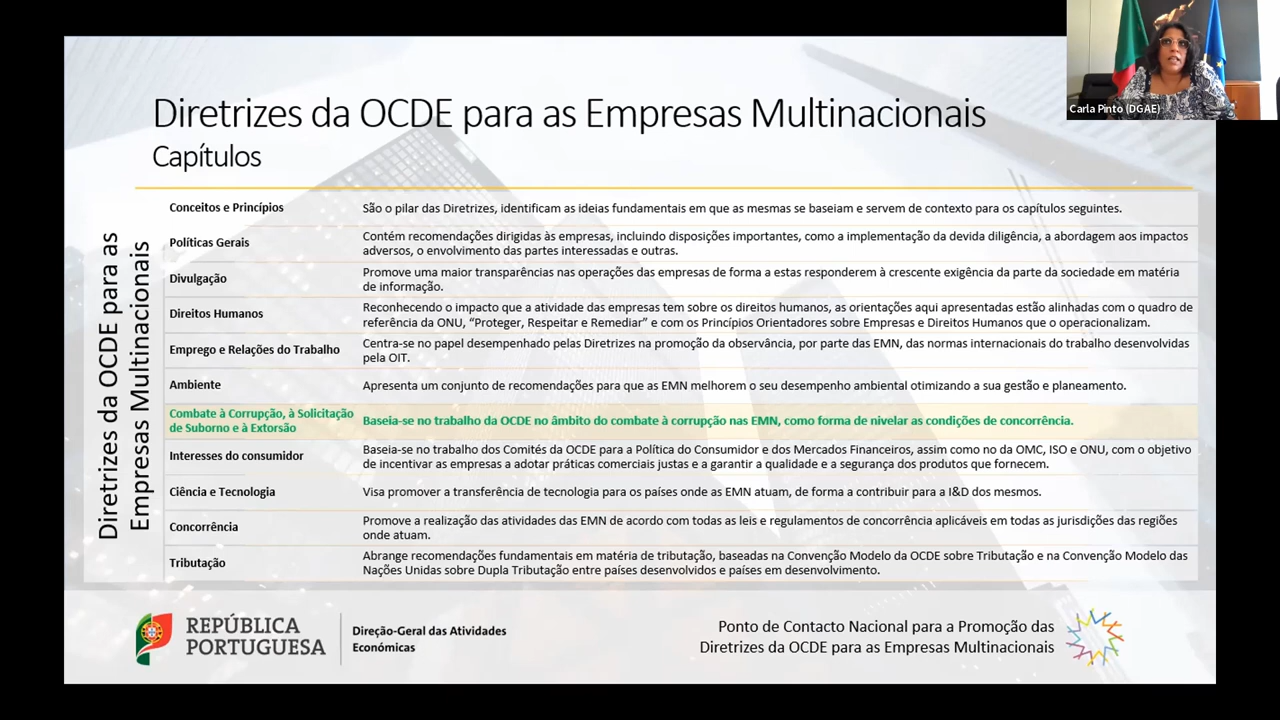 Carla Pinto (DGAE)
Diretrizes da OCDE para as Empresas Multinacionais
Capítulos
Diretrizes da OCDE para as
Empresas Multinacionais
Conceitos e Princípios
São o pilar das Diretrizes, identificam as ideias fundamentais em que as mesmas se baseiam e servem de contexto para os capítulos seguintes.
Políticas Gerais
Contém recomendações dirigidas às empresas, incluindo disposições importantes, como a implementação da devida diligência, a abordagem aos impactos
adversos, o envolvimento das partes interessadas e outras.
Divulgação
Promove uma maior transparências nas operações das empresas de forma a estas responderem à crescente exigência da parte da sociedade em matéria
de informação.
Direitos Humanos
Reconhecendo o impacto que a atividade das empresas tem sobre os direitos humanos, as orientações aqui apresentadas estão alinhadas com o quadro de
referência da ONU, “Proteger, Respeitar e Remediar” e com os Princípios Orientadores sobre Empresas e Direitos Humanos que o operacionalizam.
Emprego e Relações do Trabalho
Centra-se no papel desempenhado pelas Diretrizes na promoção da observância, por parte das EMN, das normas internacionais do trabalho desenvolvidas
pela OIT.
Ambiente
Apresenta um conjunto de recomendações para que as EMN melhorem o seu desempenho ambiental otimizando a sua gestão e planeamento.
Combate à Corrupção, à Solicitação
de Suborno e à Extorsão
Baseia-se no trabalho da OCDE no âmbito do combate à corrupção nas EMN, como forma de nivelar as condições de concorrência.
Interesses do consumidor
Baseia-se no trabalho dos Comités da OCDE para a Política do Consumidor e dos Mercados Financeiros, assim como no da OMC, ISO e ONU, com o objetivo
de incentivar as empresas a adotar práticas comerciais justas e a garantir a qualidade e a segurança dos produtos que fornecem.
Ciência e Tecnologia
Visa promover a transferência de tecnologia para os países onde as EMN atuam, de forma a contribuir para a I&D dos mesmos.
Concorrência
Promove a realização das atividades das EMN de acordo com todas as leis e regulamentos de concorrência aplicáveis em todas as jurisdições das regiões
onde atuam.
Tributação
Abrange recomendações fundamentais em matéria de tributação, baseadas na Convenção Modelo da OCDE sobre Tributação e na Convenção Modelo das
Nações Unidas sobre Dupla Tributação entre países desenvolvidos e países em desenvolvimento.
REPÚBLICA
PORTUGUESA
Direção-Geral das Atividades
Económicas
Ponto de Contacto Nacional para a Promoção das
Diretrizes da OCDE para as Empresas Multinacionais